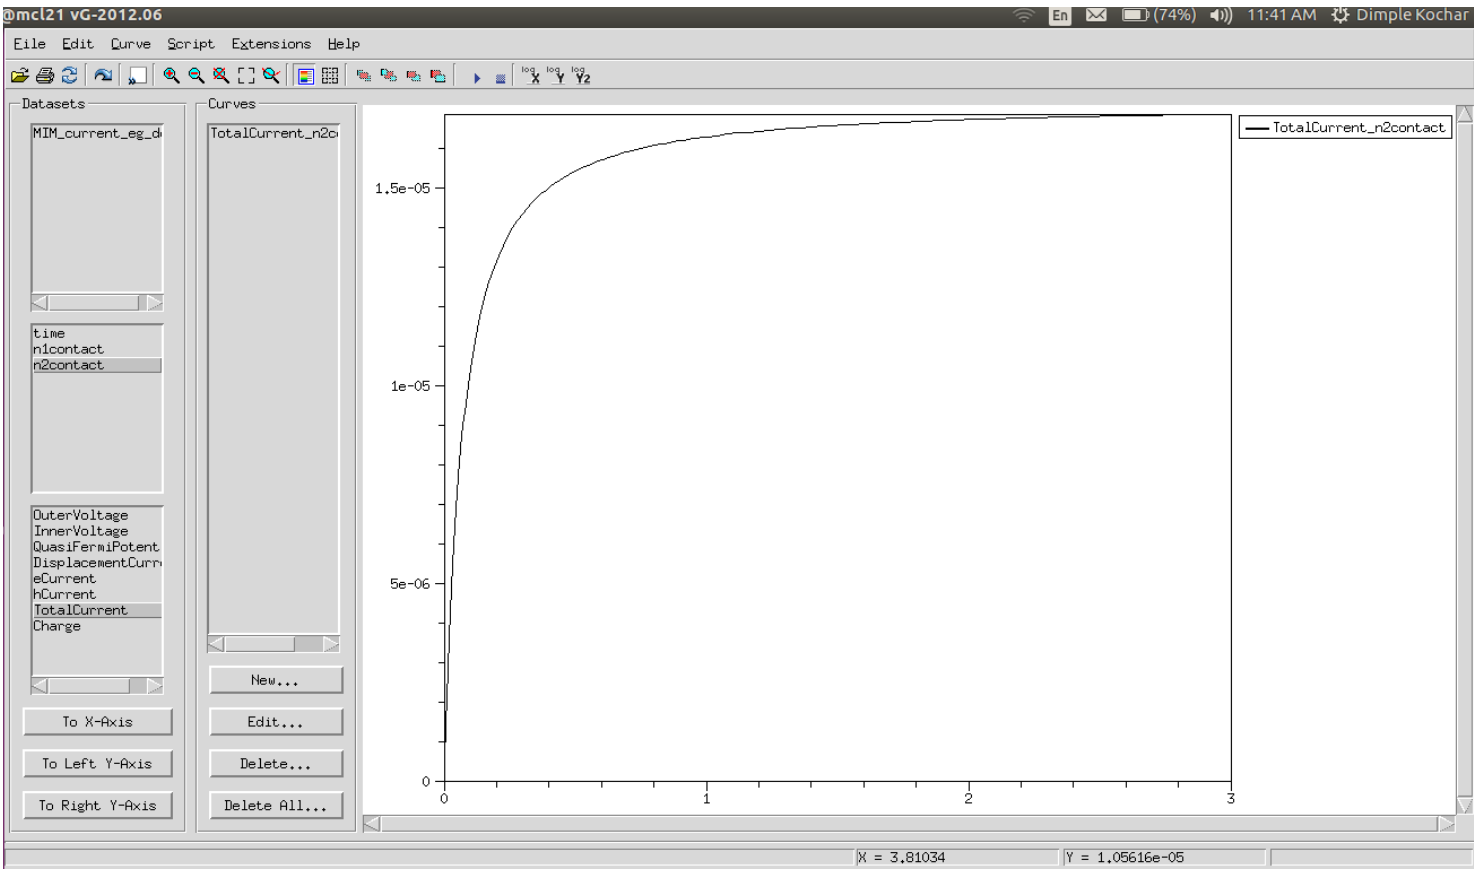 @mcl21 vG-2012.06
En (74%) 11:41 AM Dimple Kochar
File Edit Curve Script Extensions Help
log X log Y log Y2
Datasets
MIM_current_eg_d
time
n1contact
n2contact
OuterVoltage
InnerVoltage
QuasiFermiPotent
DisplacementCurr
eCurrent
hCurrent
TotalCurrent
Charge
To X-Axis
To Left Y-Axis
To Right Y-Axis
Curves
TotalCurrent_n2c
New...
Edit...
Delete...
Delete All...
1.5e-05
1e-05
5e-06
0
0 1 2 3
TotalCurrent_n2contact
X = 3.81034
Y = 1.05616e-05